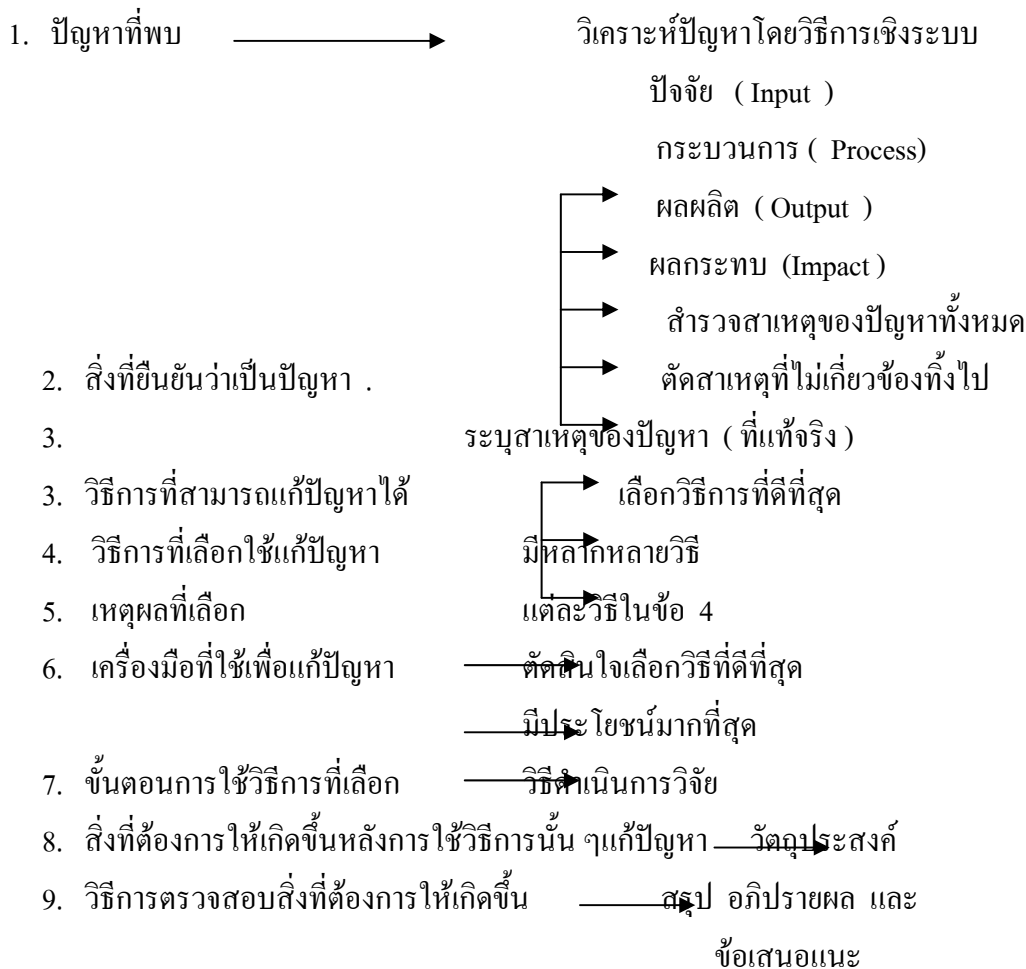 1. ปัญหาที่พบ วิเคราะห์ปัญหาโดยวิธีการเชิงระบบ
ปัจจัย ( Input )
กระบวนการ ( Process)
ผลผลิต ( Output )
ผลกระทบ (Impact )
สำรวจสาเหตุของปัญหาทั้งหมด
2. สิ่งที่ยืนยันว่าเป็นปัญหา . ตัดสาเหตุที่ไม่เกี่ยวข้องทิ้งไป
3. ระบุสาเหตุของปัญหา ( ที่แท้จริง )
3. วิธีการที่สามารถแก้ปัญหาได้ เลือกวิธีการที่ดีที่สุด
4. วิธีการที่เลือกใช้แก้ปัญหา มีหลากหลายวิธี
5. เหตุผลที่เลือก แต่ละวิธีในข้อ 4
6. เครื่องมือที่ใช้เพื่อแก้ปัญหา ตัดสินใจเลือกวิธีที่ดีที่สุด
มีประโยชน์มากที่สุด
7. ขั้นตอนการใช้วิธีการที่เลือก วิธีดำเนินการวิจัย
8. สิ่งที่ต้องการให้เกิดขึ้นหลังการใช้วิธีการนั้น ๆแก้ปัญหา วัตถุประสงค์
9. วิธีการตรวจสอบสิ่งที่ต้องการให้เกิดขึ้น สรุป อภิปรายผล และ
ข้อเสนอแนะ